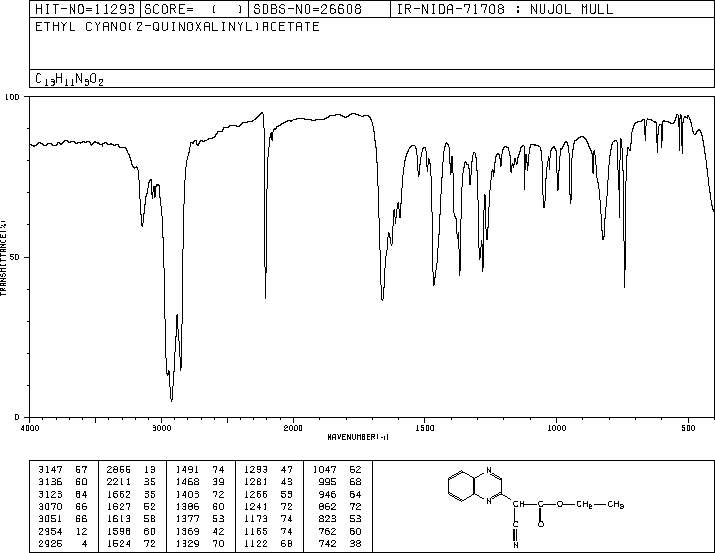 HIT-NO=11293 SCORE= ( ) SDBS-NO=26608 IR-NIDA-71708 : NUJOL MULL
ETHYL CYANO(2-QUINOXALINYL)ACETATE
C13H11N3O2
100
50
0
TRANSMITTANCE(%)
4000 3000 2000 1500 1000 500
WAVENUMBER(-1)
3147 57 2866 13 1491 74 1293 47 1047 62
3136 60 2211 35 1468 39 1281 43 995 68
3123 64 1662 35 1403 72 1266 53 946 64
3070 66 1627 52 1386 60 1241 72 862 72
3051 66 1613 58 1377 53 1173 74 823 53
2954 12 1598 60 1369 42 1155 74 762 60
2925 4 1524 72 1329 70 1122 68 742 38
N
N
CH C O CH2 CH3
C O
N